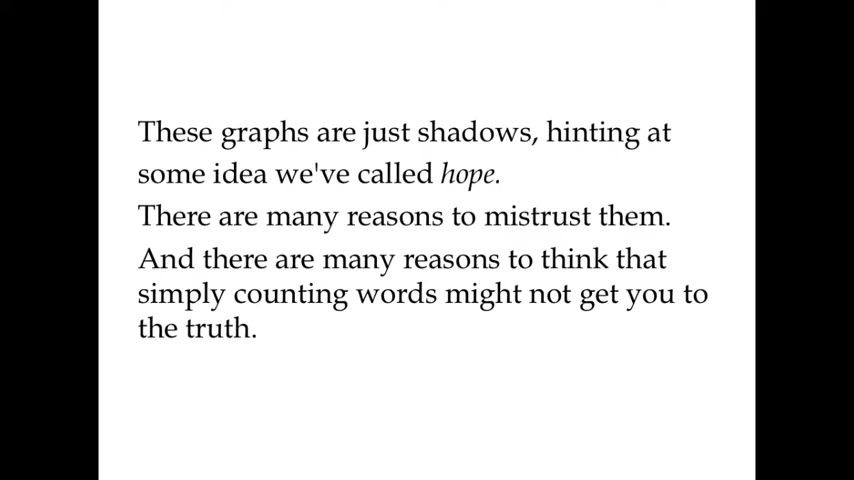 These graphs are just shadows, hinting at
some idea we've called hope.
There are many reasons to mistrust them.
And there are many reasons to think that
simply counting words might not get you to
the truth.